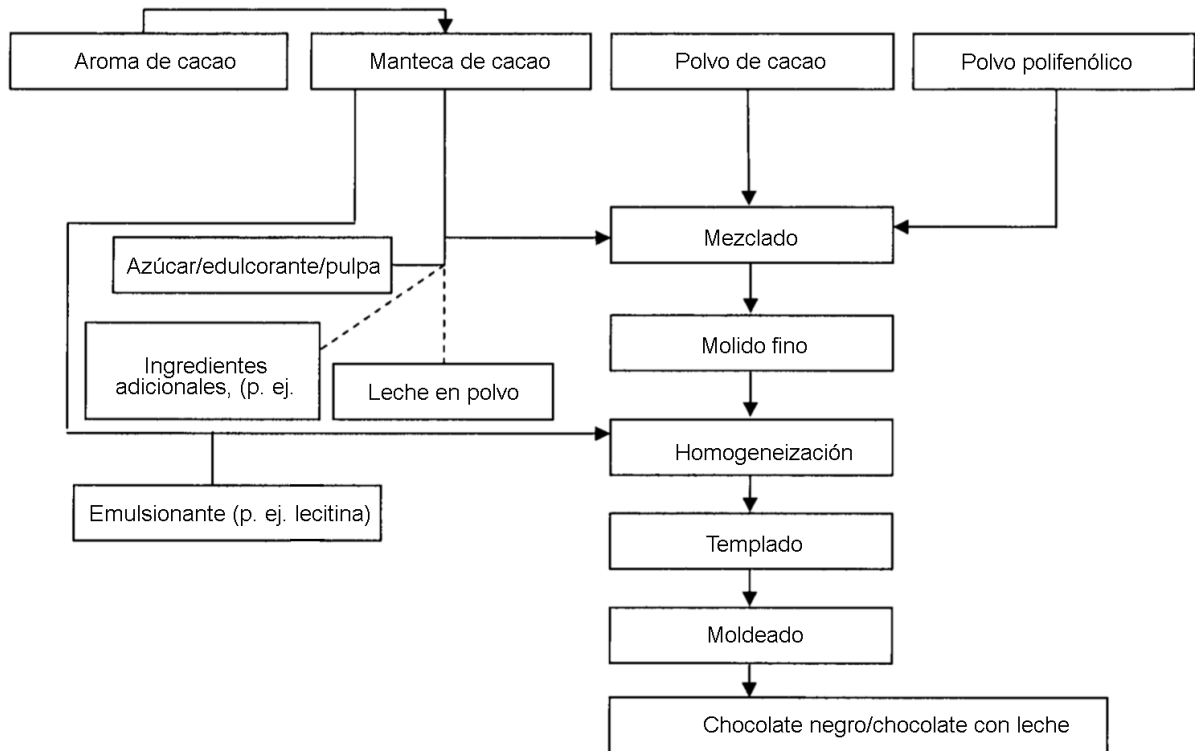 Aroma de cacao
Manteca de cacao
Polvo de cacao
Polvo polifenólico
Mezclado
Azúcar/edulcorante/pulpa
Molido fino
Ingredientes
adicionales, (p. ej.
Leche en polvo
Homogeneización
Emulsionante (p. ej. lecitina)
Templado
Moldeado
Chocolate negro/chocolate con leche